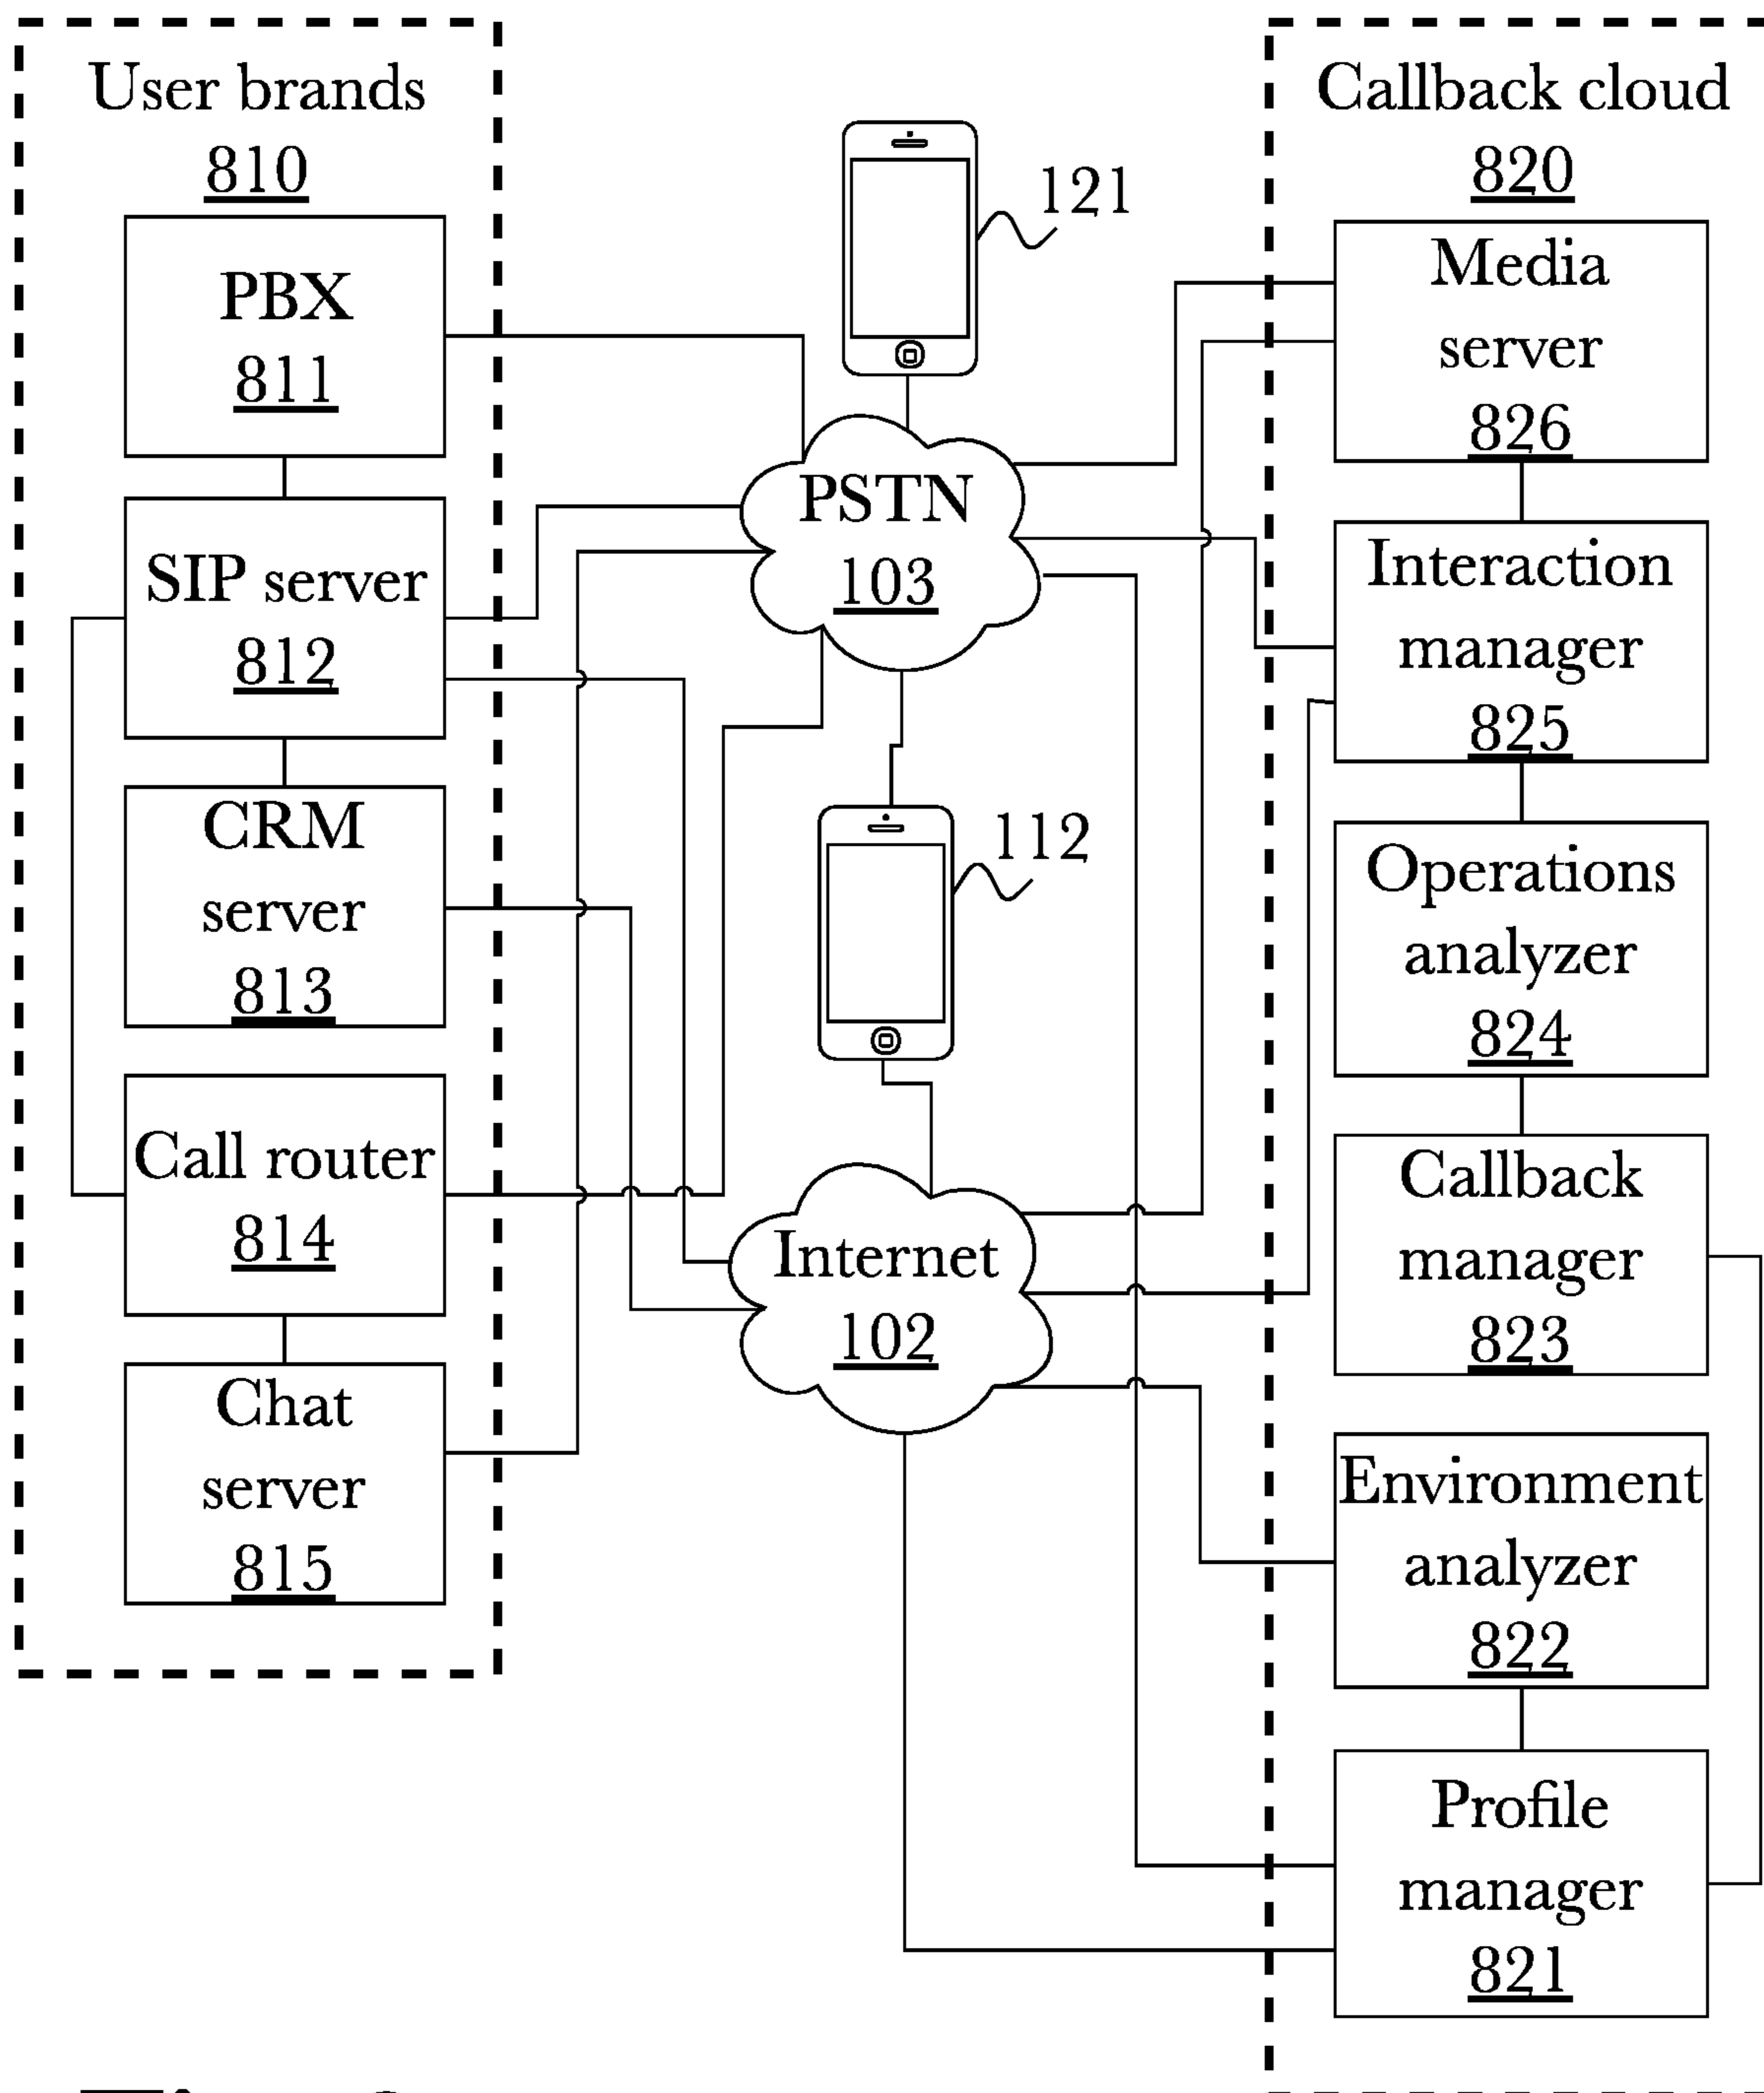 User brands
810
PBX
811
SIP server
812
CRM
server
813
Call router
814
Chat
server
815
121
PSTN
103
112
Internet
102
Callback cloud
820
Media
server
826
Interaction
manager
825
Operations
analyzer
824
Callback
manager
823
Environment
analyzer
822
Profile
manager
821